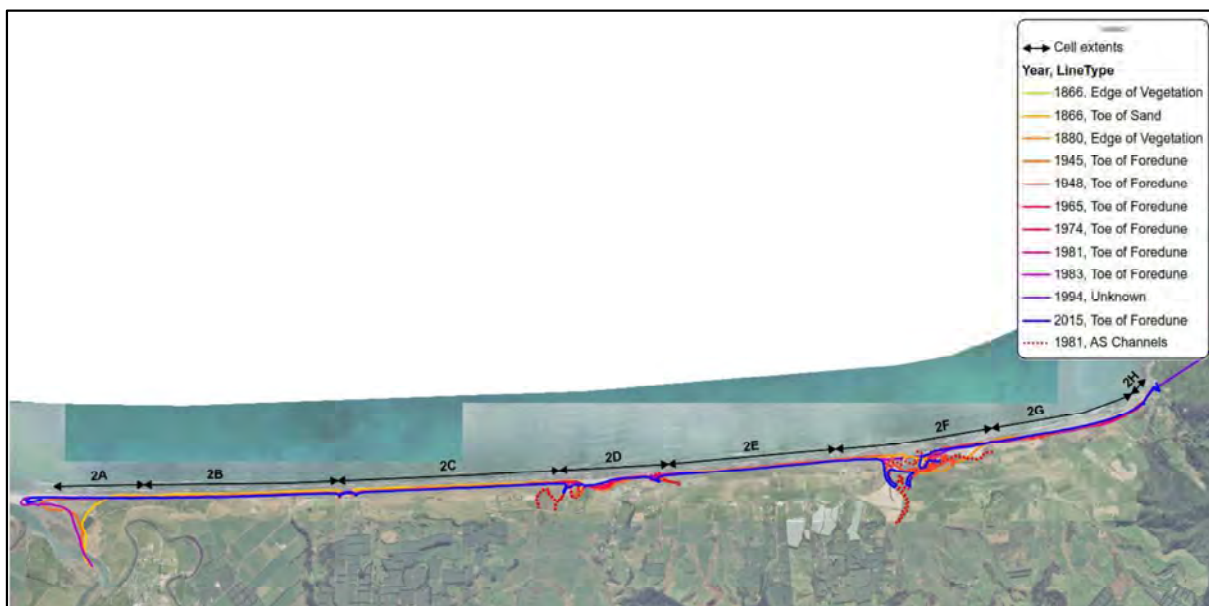 Cell extents
Year, LineType
1866, Edge of Vegetation
1866, Toe of Sand
1880, Edge of Vegetation
1945, Toe of Foredune
1948, Toe of Foredune
1965, Toe of Foredune
1974, Toe of Foredune
1981, Toe of Foredune
1983, Toe of Foredune
1994, Unknown
2015, Toe of Foredune
1981, AS Channels
2A
2B
2C
2D
2E
2F
2G
2H